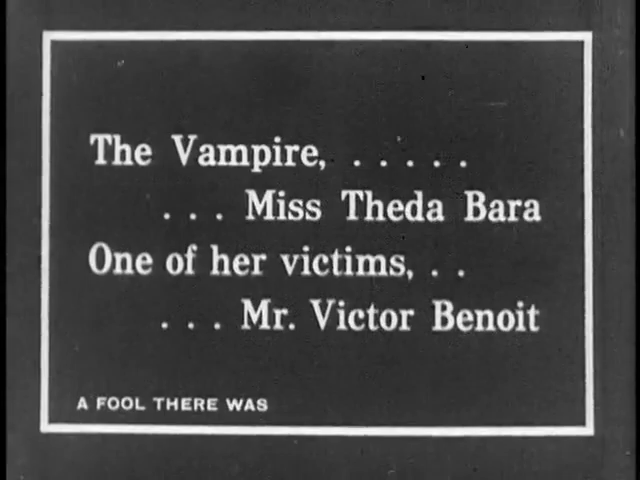 The Vampire, . . . . .
. . . Miss Theda Bara
One of her victims, . .
. . . Mr. Victor Benoit
A FOOL THERE WAS